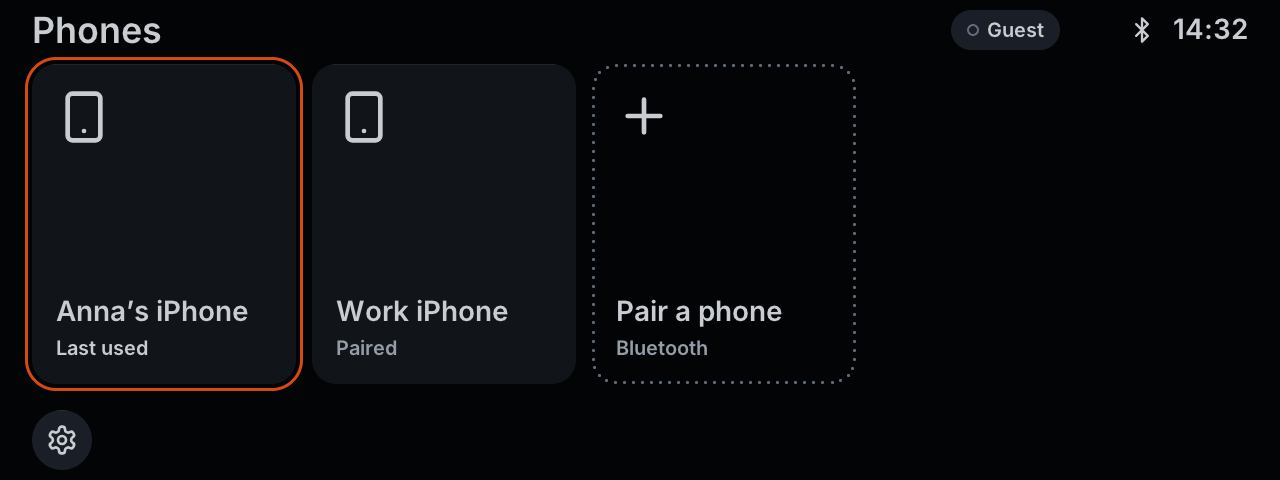 Phones
Guest
14:32
Anna’s iPhone
Last used
Work iPhone
Paired
Pair a phone
Bluetooth